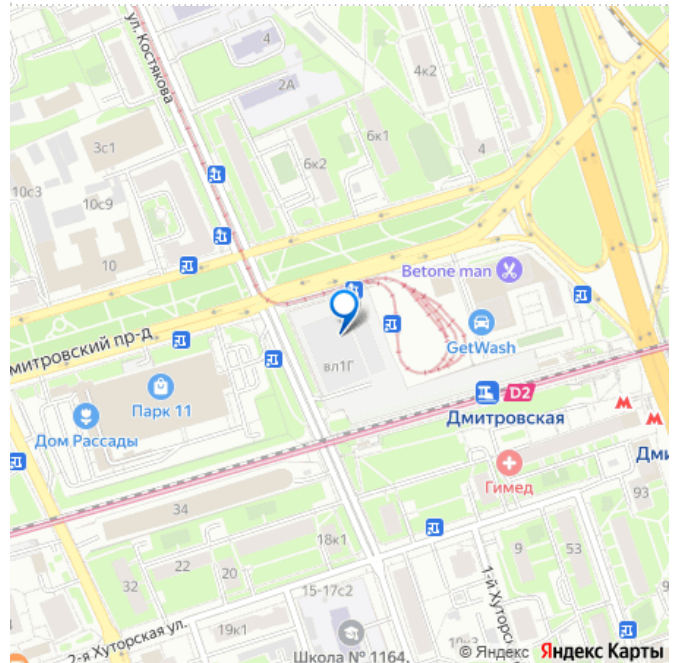 ул. Костякова
4
2А
4к2
3с1
6к1
4
6к2
10с3
10с9
10
Betone man
GetWash
митровский пр-д
вл1Г
Парк 11
D2
Дмитровская
Дом Рассады
Дми
Гимед
93
34
18к1
9
53
22
20
32
15-17с2
1-й Хуторс
2-я Хуторская ул.
19к1
Школа № 1164,
© Яндекс Яндекс Карты